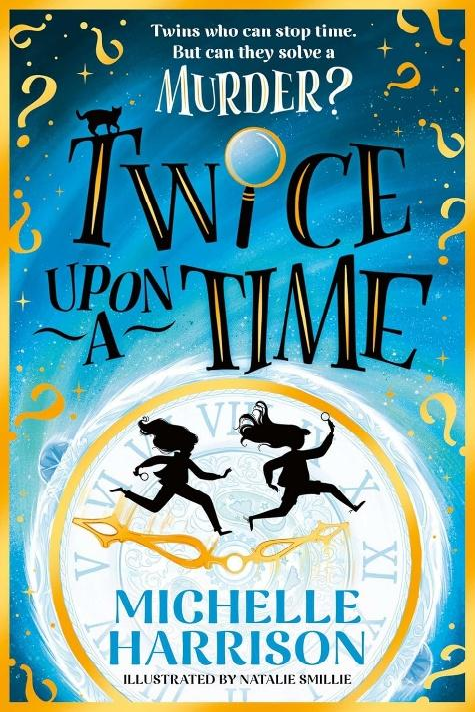 Twins who can stop time.
But can they solve a
MURDER?
TWICE
UPON
A
TIME
VII
MICHELLE
HARRISON
ILLUSTRATED BY NATALIE SMILLIE